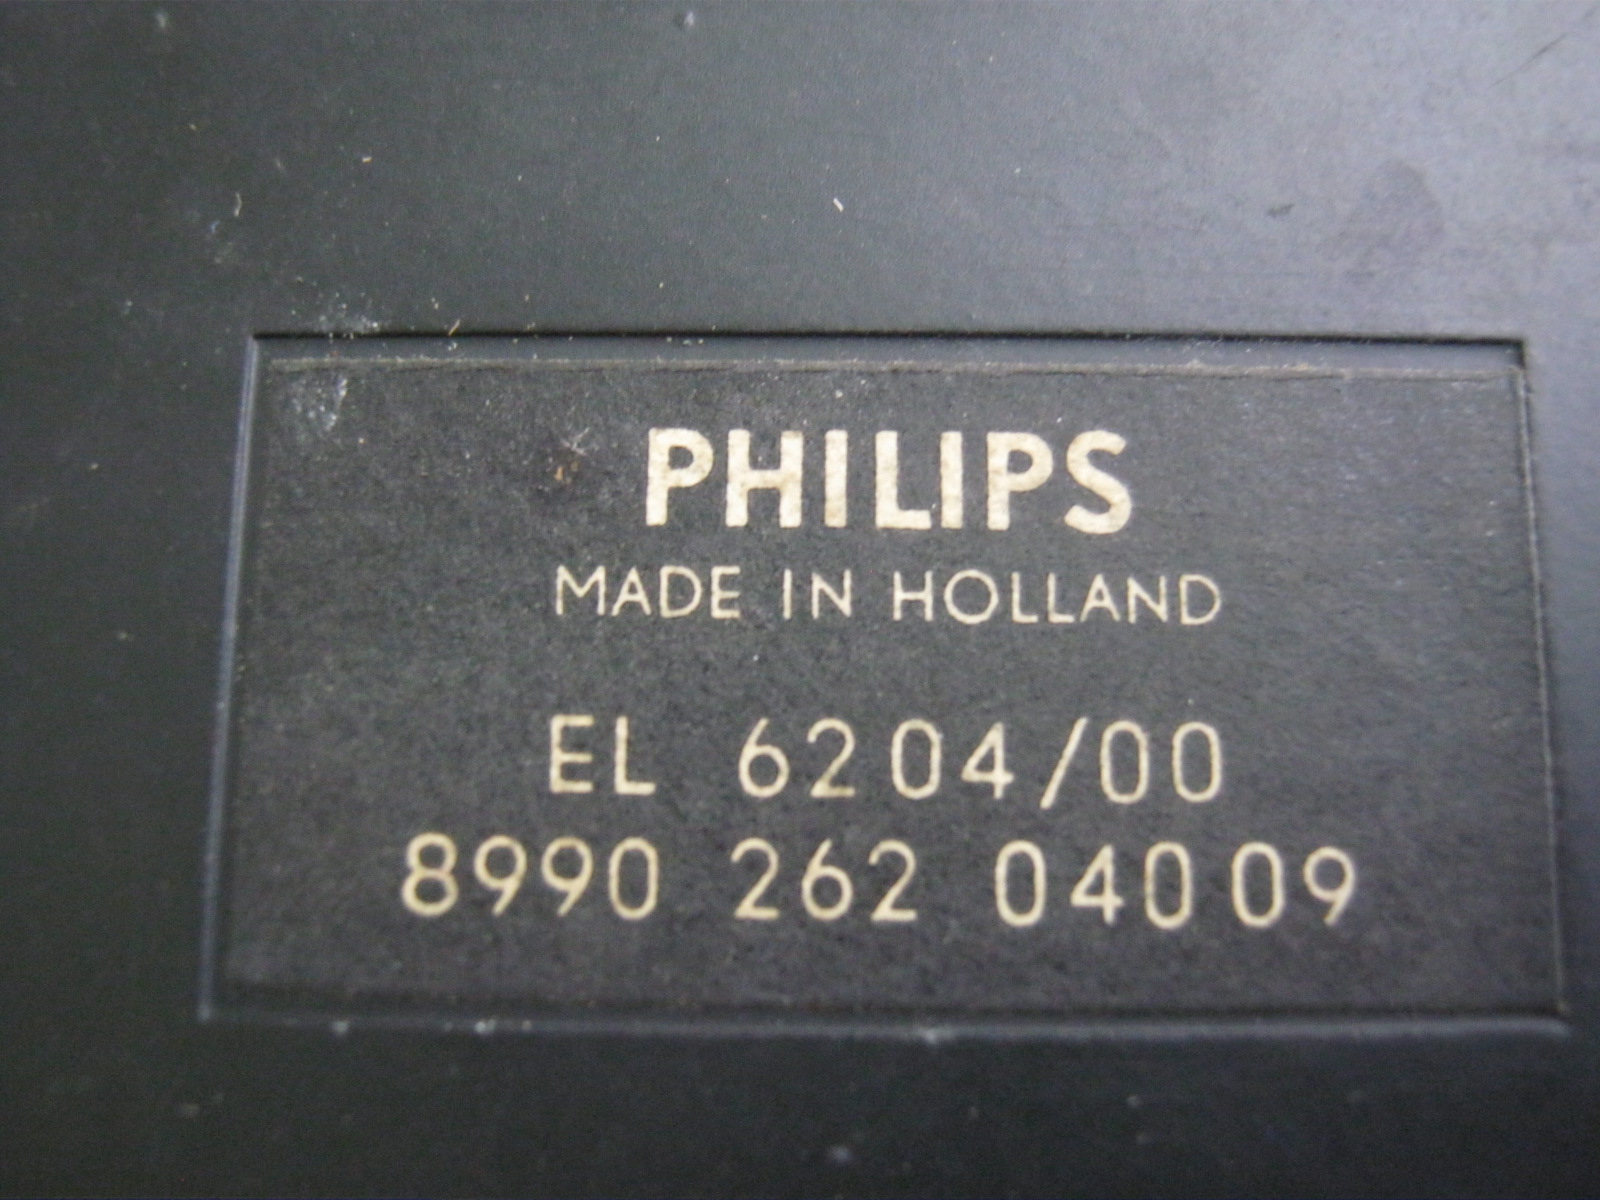 PHILIPS
MADE IN HOLLAND
EL 6204/00
8990 262 04009